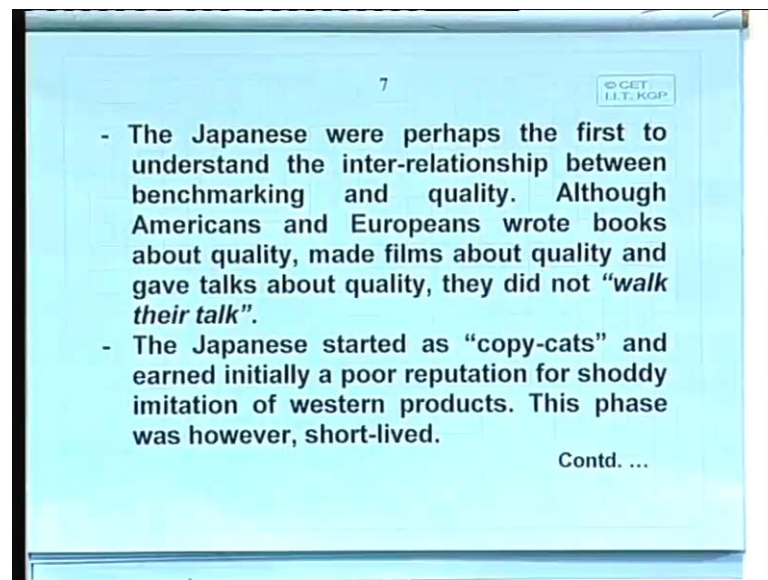 7
© CET
I.I.T. KGP
- The Japanese were perhaps the first to
understand the inter-relationship between
benchmarking and quality. Although
Americans and Europeans wrote books
about quality, made films about quality and
gave talks about quality, they did not “walk
their talk”.
- The Japanese started as “copy-cats” and
earned initially a poor reputation for shoddy
imitation of western products. This phase
was however, short-lived.
Contd. ...